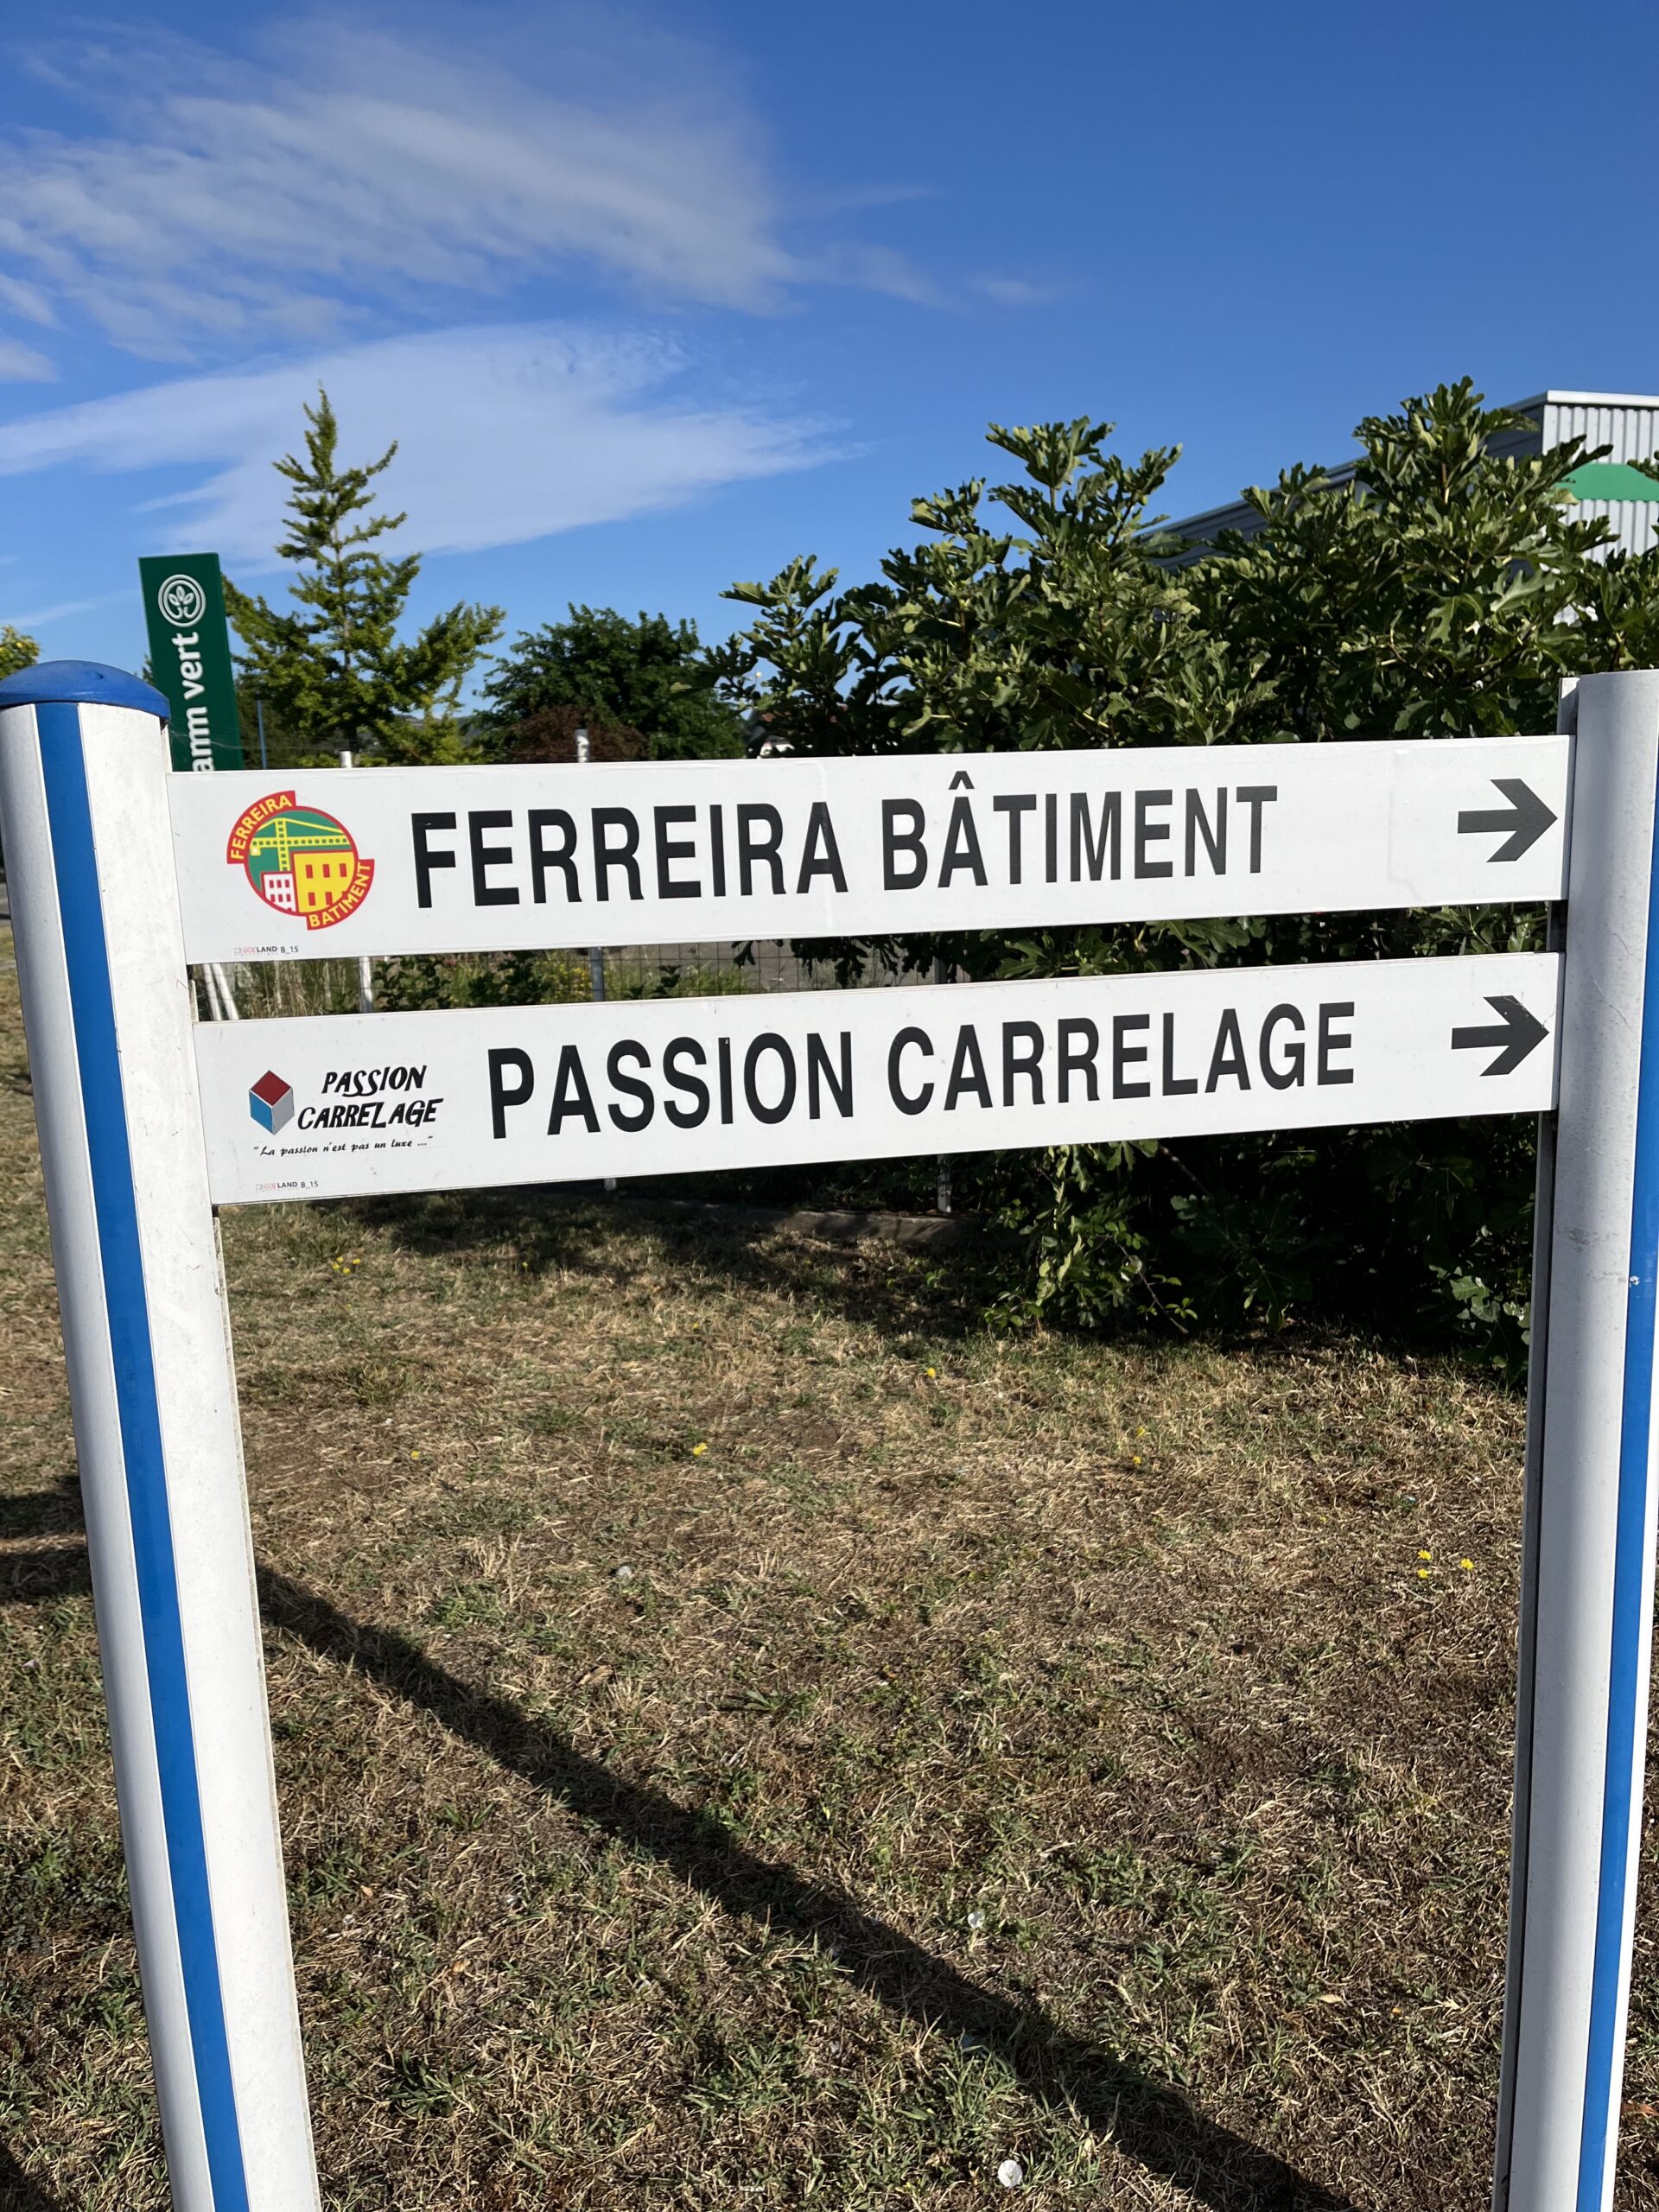 amm vert
FERREIRA
BATIMENT
FERREIRA BÂTIMENT
LAND B_15
PASSION
CARRELAGE
"La passion n'est pas un luxe ..."
PASSION CARRELAGE
LAND B_15